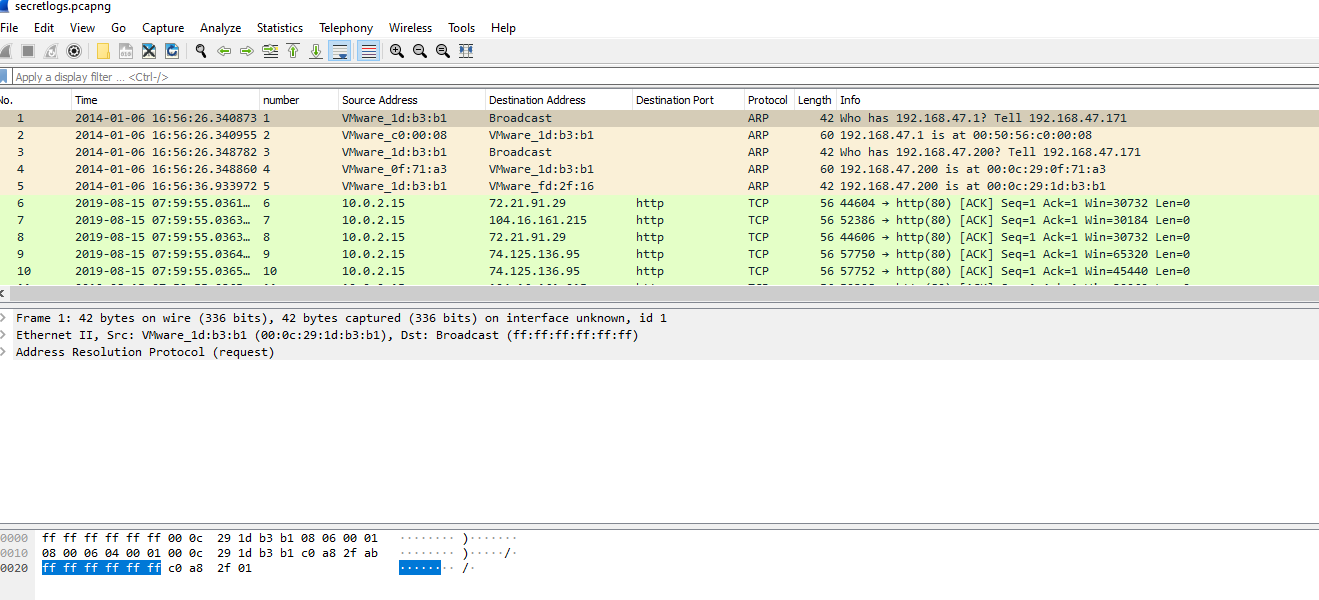 secretlogs.pcapng
File Edit View Go Capture Analyze Statistics Telephony Wireless Tools Help
Apply a display filter ... <Ctrl-/>
No. Time number Source Address Destination Address Destination Port Protocol Length Info
1 2014-01-06 16:56:26.340873 1 VMware_1d:b3:b1 Broadcast ARP 42 Who has 192.168.47.1? Tell 192.168.47.171
2 2014-01-06 16:56:26.340955 2 VMware_c0:00:08 VMware_1d:b3:b1 ARP 60 192.168.47.1 is at 00:50:56:c0:00:08
3 2014-01-06 16:56:26.348782 3 VMware_1d:b3:b1 Broadcast ARP 42 Who has 192.168.47.200? Tell 192.168.47.171
4 2014-01-06 16:56:26.348860 4 VMware_0f:71:a3 VMware_1d:b3:b1 ARP 60 192.168.47.200 is at 00:0c:29:0f:71:a3
5 2014-01-06 16:56:36.933972 5 VMware_1d:b3:b1 VMware_fd:2f:16 ARP 42 192.168.47.200 is at 00:0c:29:1d:b3:b1
6 2019-08-15 07:59:55.0361… 6 10.0.2.15 72.21.91.29 http TCP 56 44604 → http(80) [ACK] Seq=1 Ack=1 Win=30732 Len=0
7 2019-08-15 07:59:55.0363… 7 10.0.2.15 104.16.161.215 http TCP 56 52386 → http(80) [ACK] Seq=1 Ack=1 Win=30184 Len=0
8 2019-08-15 07:59:55.0363… 8 10.0.2.15 72.21.91.29 http TCP 56 44606 → http(80) [ACK] Seq=1 Ack=1 Win=30732 Len=0
9 2019-08-15 07:59:55.0364… 9 10.0.2.15 74.125.136.95 http TCP 56 57750 → http(80) [ACK] Seq=1 Ack=1 Win=65320 Len=0
10 2019-08-15 07:59:55.0365… 10 10.0.2.15 74.125.136.95 http TCP 56 57752 → http(80) [ACK] Seq=1 Ack=1 Win=45440 Len=0
Frame 1: 42 bytes on wire (336 bits), 42 bytes captured (336 bits) on interface unknown, id 1
Ethernet II, Src: VMware_1d:b3:b1 (00:0c:29:1d:b3:b1), Dst: Broadcast (ff:ff:ff:ff:ff:ff)
Address Resolution Protocol (request)
0000 ff ff ff ff ff ff 00 0c 29 1d b3 b1 08 06 00 01 ········ )·······
0010 08 00 06 04 00 01 00 0c 29 1d b3 b1 c0 a8 2f ab ········ )·····/·
0020 ff ff ff ff ff ff c0 a8 2f 01 ········ /·